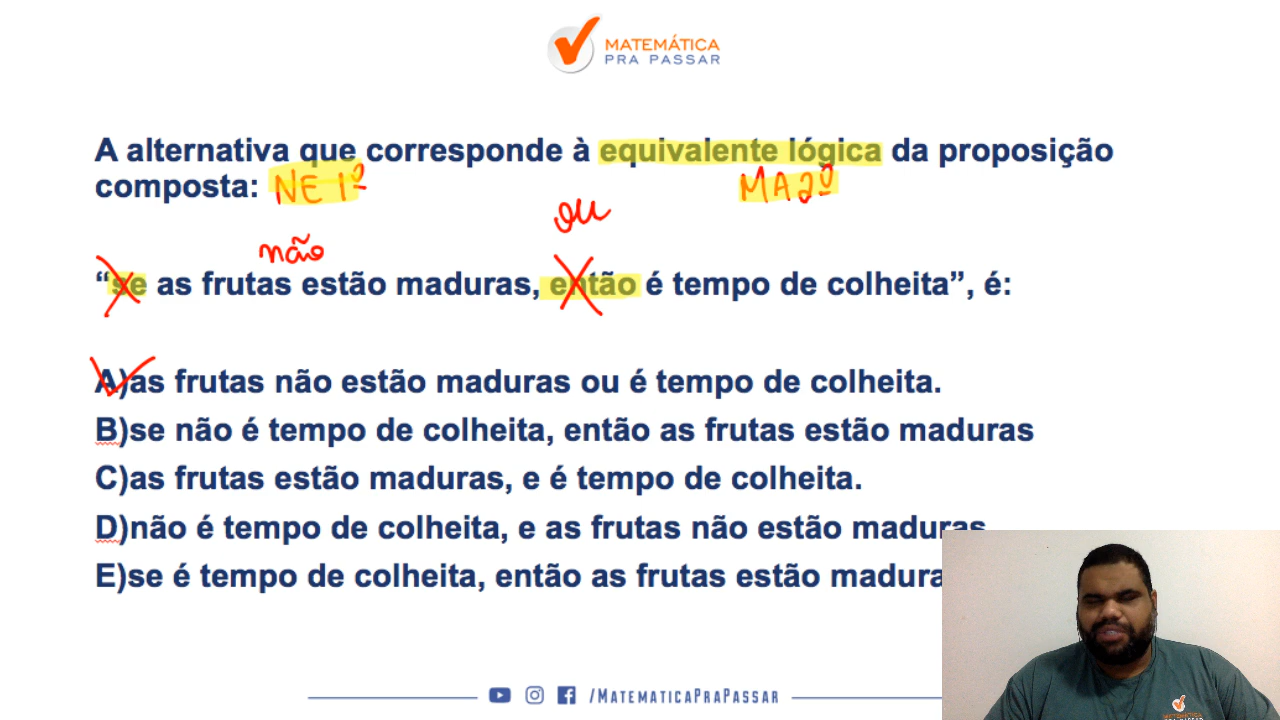 MATEMÁTICA
PRA PASSAR
A alternativa que corresponde à equivalente lógica da proposição
composta: NE 1º MA 2º
ou
não
“se as frutas estão maduras, então é tempo de colheita”, é:
A)as frutas não estão maduras ou é tempo de colheita.
B)se não é tempo de colheita, então as frutas estão maduras
C)as frutas estão maduras, e é tempo de colheita.
D)não é tempo de colheita, e as frutas não estão maduras
E)se é tempo de colheita, então as frutas estão madura
/MATEMATICAPRAPASSAR
MATEMÁTICA
PRA PASSAR